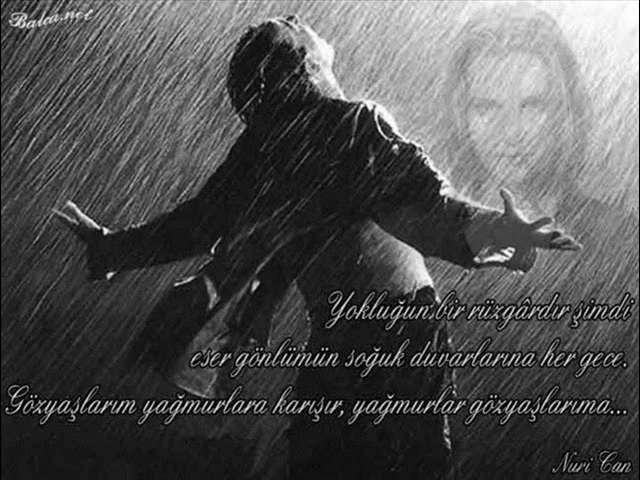 Balca.net
Yokluğun bir rüzgârdır şimdi
eser gönlümün soğuk duvarlarına her gece.
Gözyaşlarım yağmurlara karışır, yağmurlar gözyaşlarıma...
Nuri Can